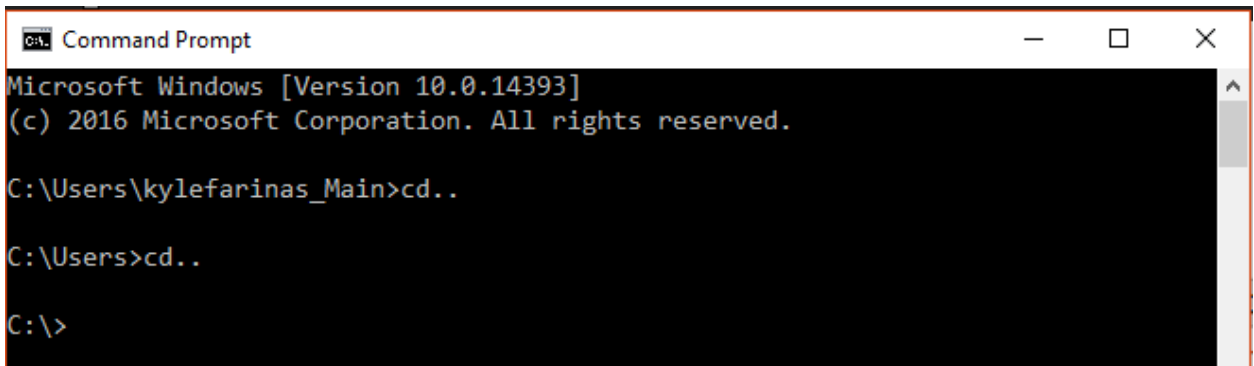 Command Prompt
Microsoft Windows [Version 10.0.14393]
(c) 2016 Microsoft Corporation. All rights reserved.
C:\Users\kylefarinas_Main>cd..
C:\Users>cd..
C:\>